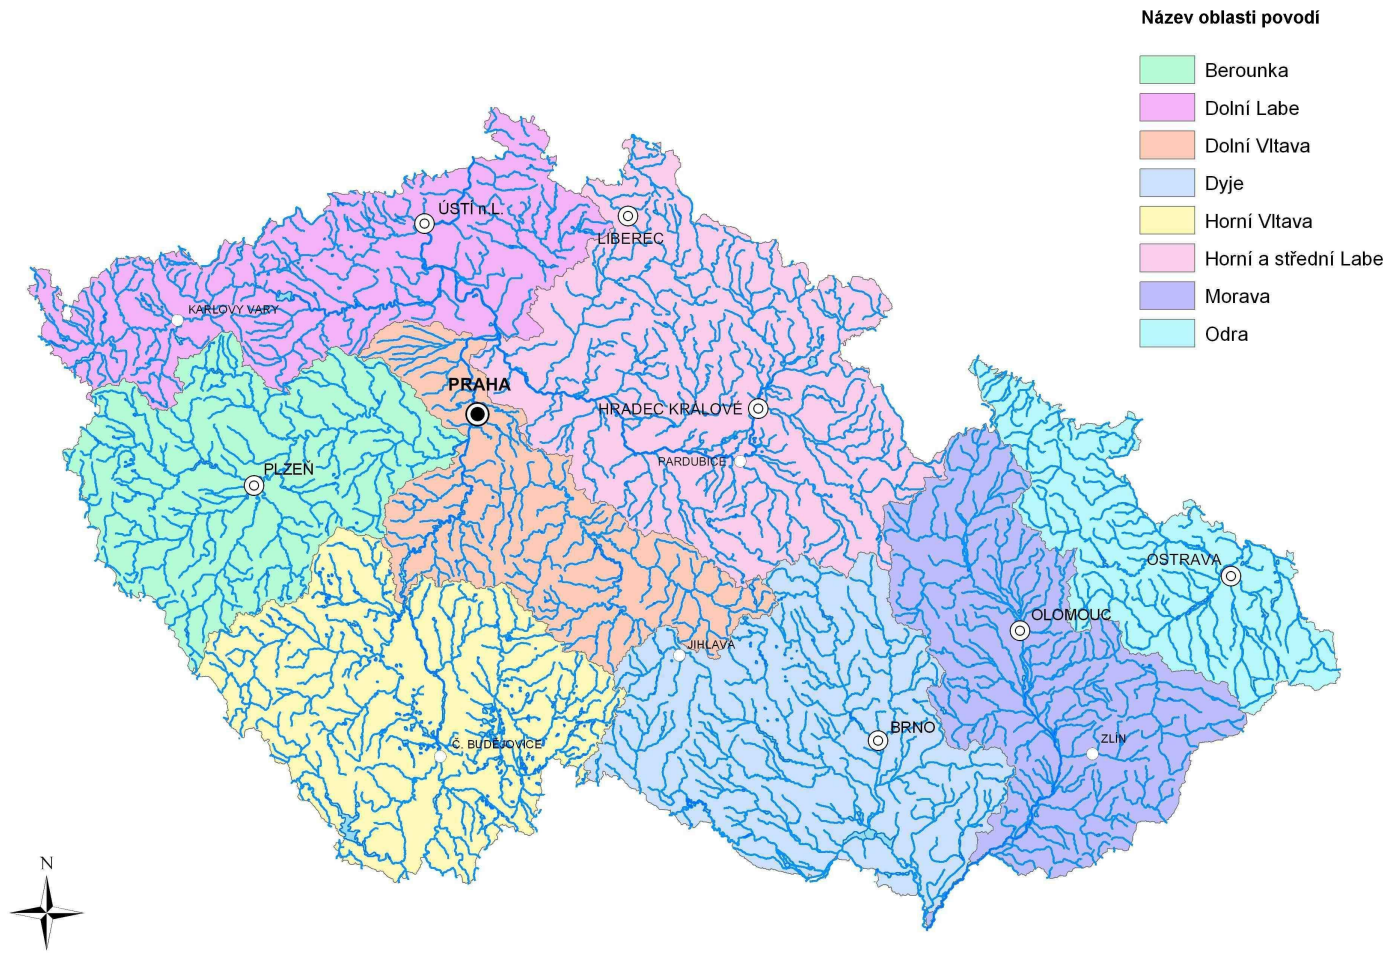 Název oblasti povodí
Berounka
Dolní Labe
Dolní Vltava
Dyje
Horní Vltava
Horní a střední Labe
Morava
Odra
ÚSTÍ n.L.
LIBEREC
KARLOVY VARY
PRAHA
HRADEC KRÁLOVÉ
PARDUBICE
PLZEŇ
OSTRAVA
OLOMOUC
JIHLAVA
BRNO
ZLÍN
Č. BUDĚJOVICE
N